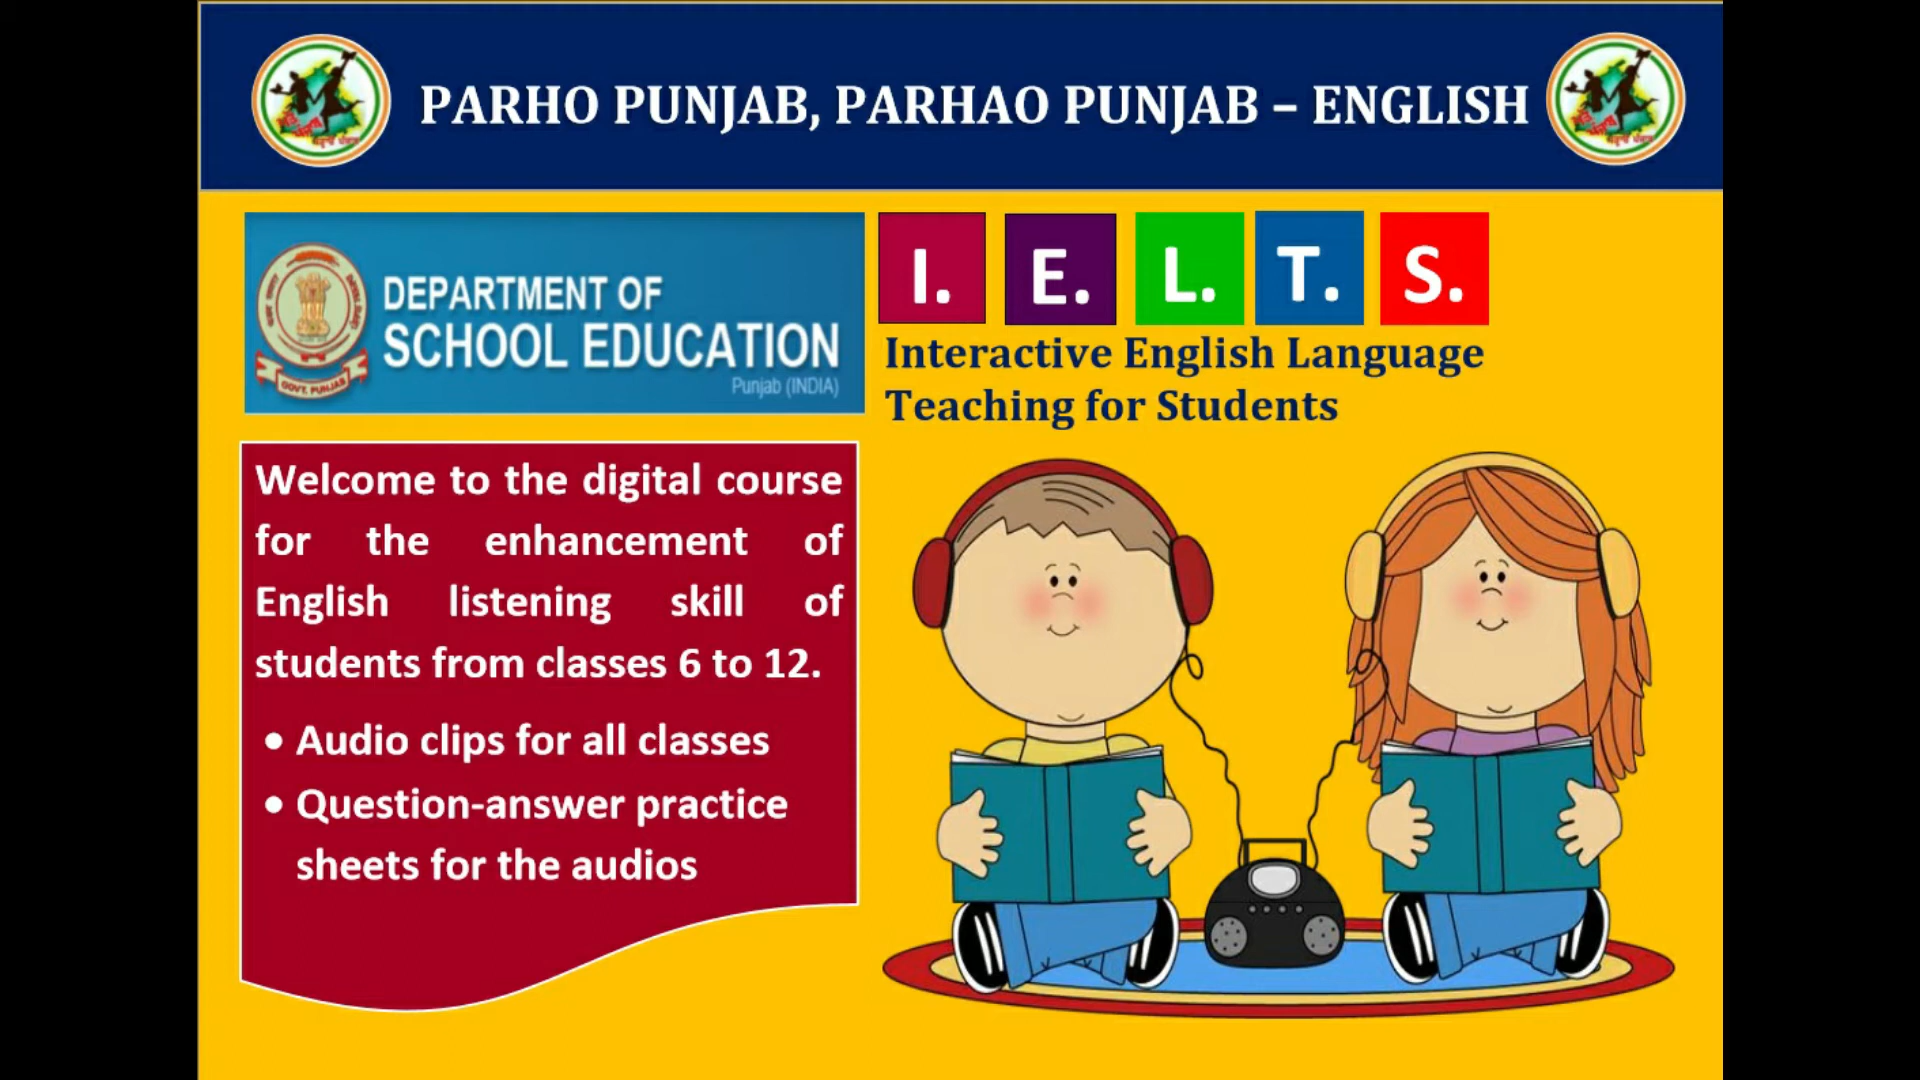 PARHO PUNJAB, PARHAO PUNJAB – ENGLISH
DEPARTMENT OF
SCHOOL EDUCATION
Punjab (INDIA)
GOVT. PUNJAB
I. E. L. T. S.
Interactive English Language
Teaching for Students
Welcome to the digital course
for the enhancement of
English listening skill of
students from classes 6 to 12.
• Audio clips for all classes
• Question-answer practice
sheets for the audios